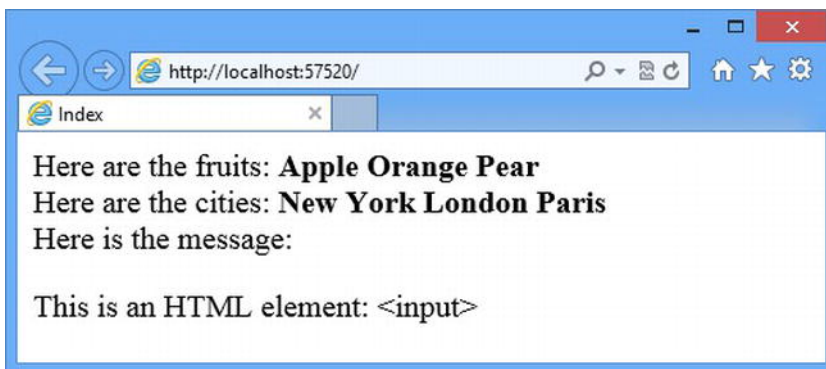 http://localhost:57520/
Index
Here are the fruits: Apple Orange Pear
Here are the cities: New York London Paris
Here is the message:
This is an HTML element: <input>